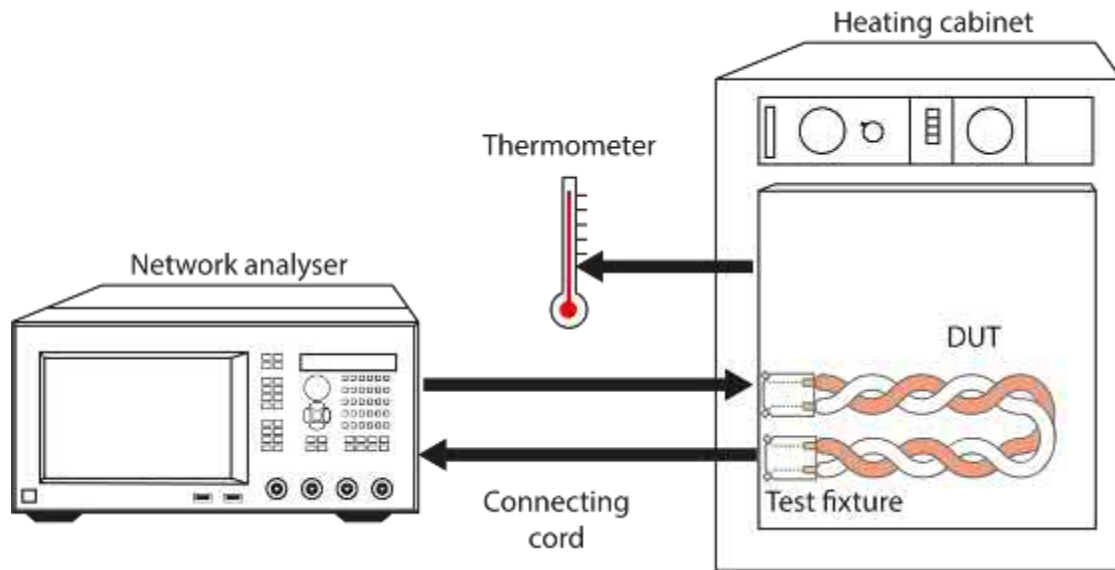 Heating cabinet
Thermometer
Network analyser
DUT
Test fixture
Connecting
cord